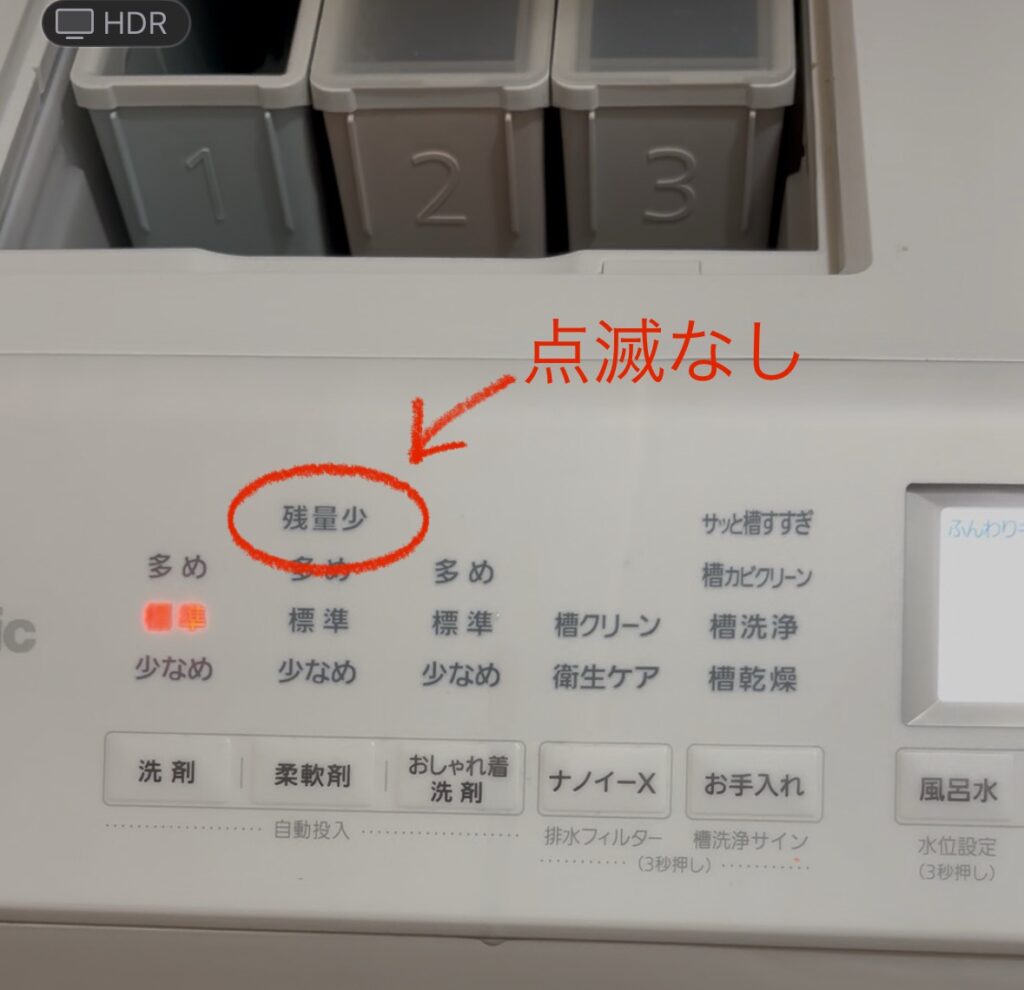 HDR
1 2 3
点滅なし
残量少
多め 多め 多め
標準 標準 標準
少なめ 少なめ 少なめ
槽クリーン
衛生ケア
サッと槽すすぎ
槽カビクリーン
槽洗浄
槽乾燥
ic
ふんわりキ
洗剤 柔軟剤 おしゃれ着
洗剤
ナノイーX お手入れ 風呂水
自動投入
排水フィルター 槽洗浄サイン
(3秒押し)
水位設定
(3秒押し)